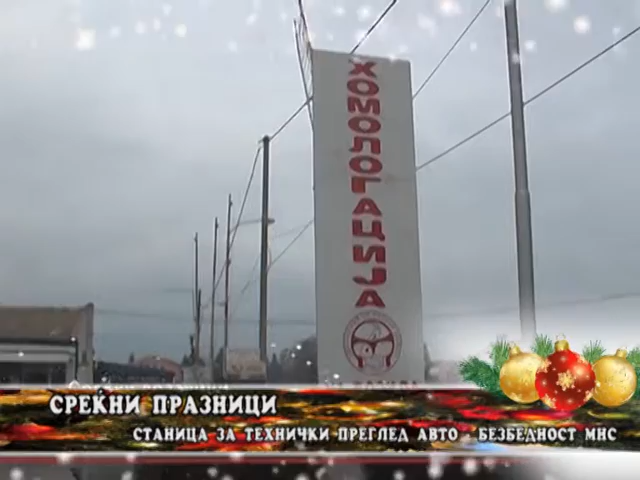 ХОМОЛОГАЦИЈА
СРЕЌНИ ПРАЗНИЦИ
СТАНИЦА ЗА ТЕХНИЧКИ ПРЕГЛЕД АВТО - БЕЗБЕДНОСТ МНС